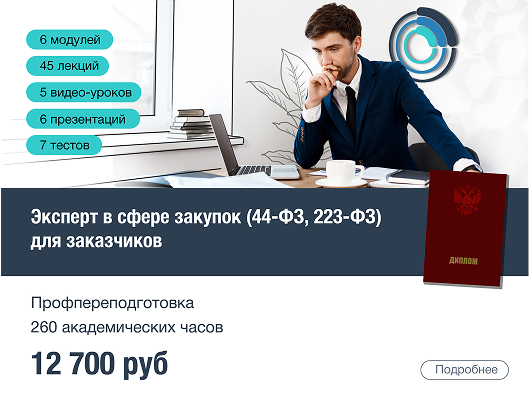 6 модулей
45 лекций
5 видео-уроков
6 презентаций
7 тестов
Эксперт в сфере закупок (44-ФЗ, 223-ФЗ)
для заказчиков
ДИПЛОМ
Профпереподготовка
260 академических часов
12 700 руб
Подробнее